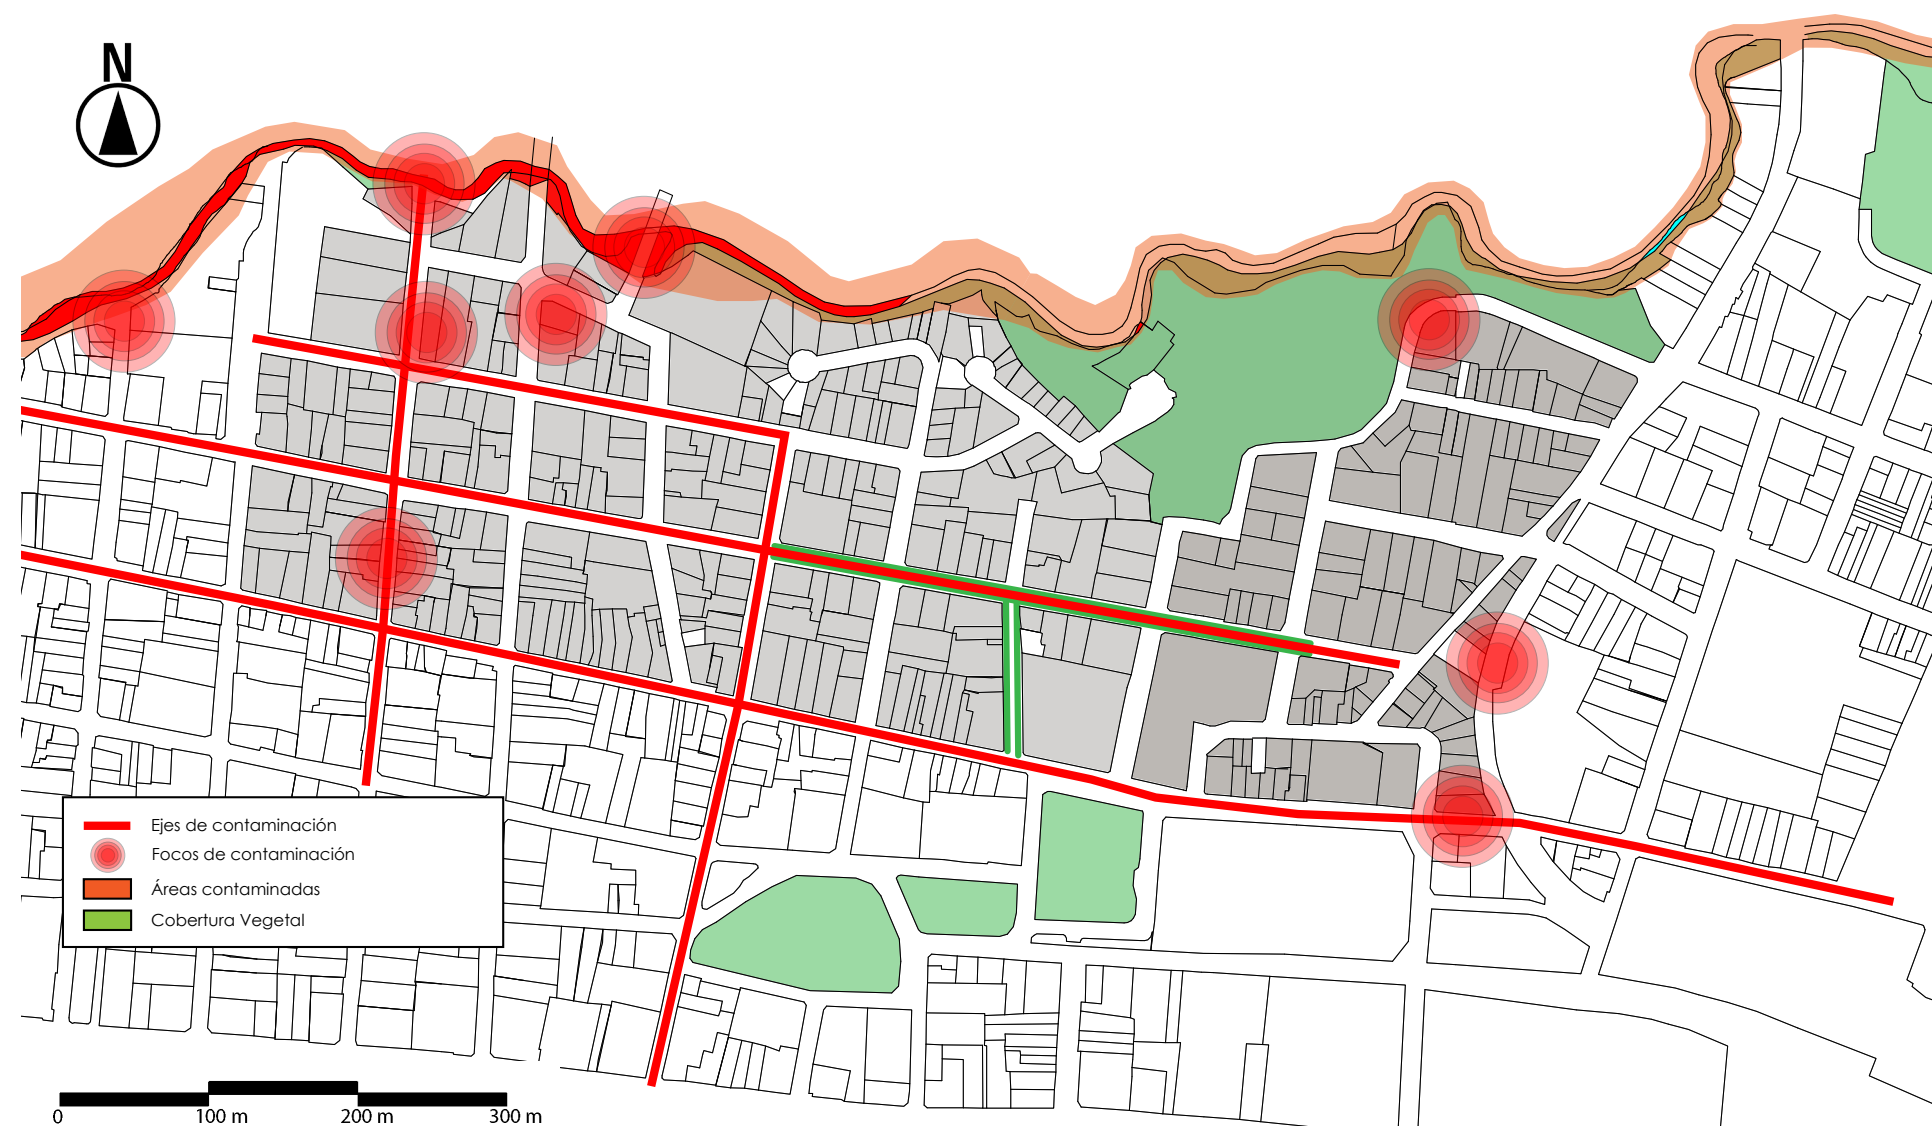 N
Ejes de contaminación
Focos de contaminación
Áreas contaminadas
Cobertura Vegetal
0 100 m 200 m 300 m